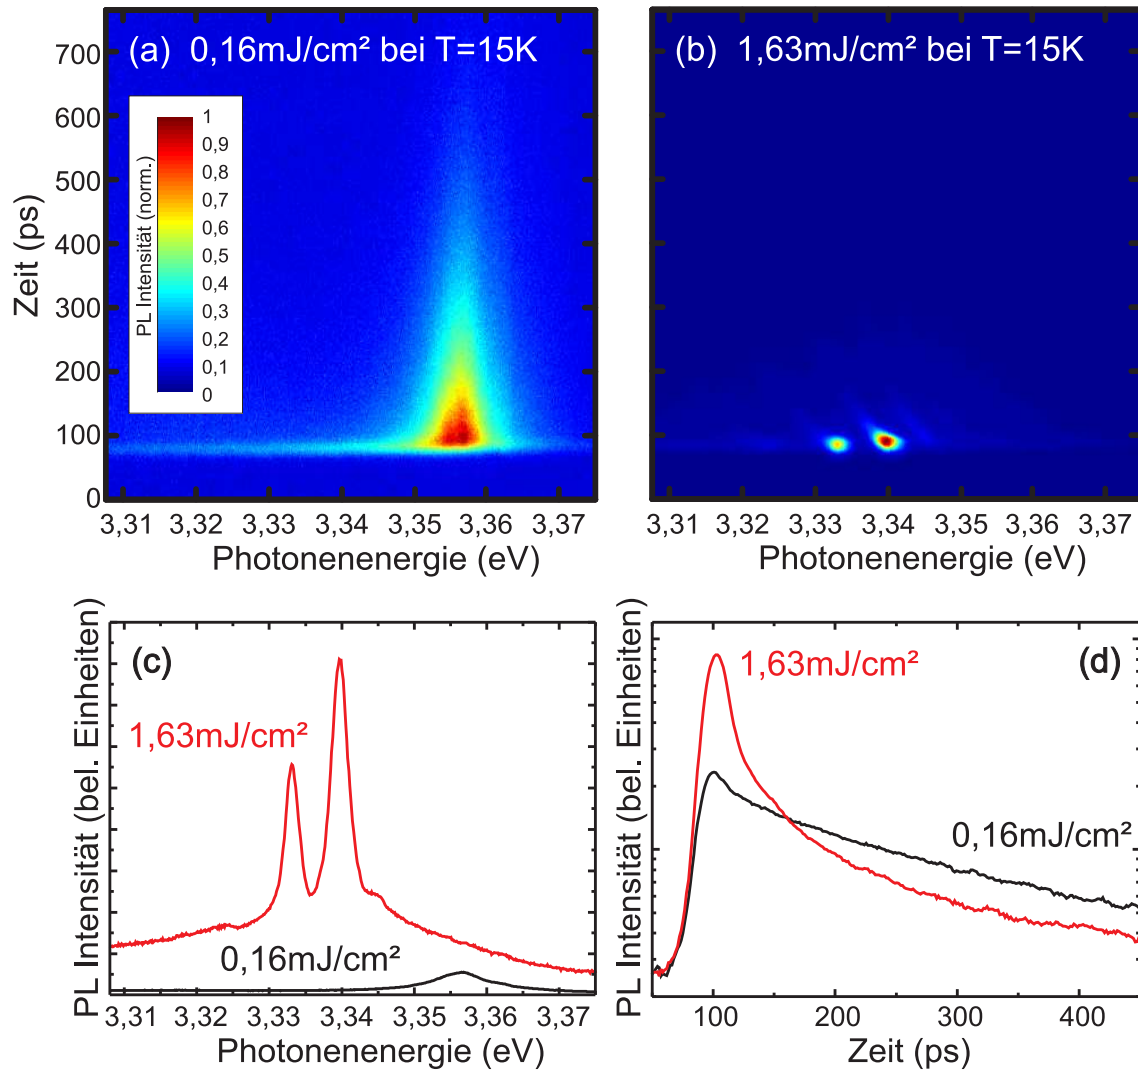 (a) 0,16mJ/cm² bei T=15K
PL Intensität (norm.)
1
0,9
0,8
0,7
0,6
0,5
0,4
0,3
0,2
0,1
0
Zeit (ps)
700
600
500
400
300
200
100
0
3,31 3,32 3,33 3,34 3,35 3,36 3,37
Photonenenergie (eV)
(b) 1,63mJ/cm² bei T=15K
3,31 3,32 3,33 3,34 3,35 3,36 3,37
Photonenenergie (eV)
(c)
PL Intensität (bel. Einheiten)
1,63mJ/cm²
0,16mJ/cm²
3,31 3,32 3,33 3,34 3,35 3,36 3,37
Photonenenergie (eV)
(d)
PL Intensität (bel. Einheiten)
1,63mJ/cm²
0,16mJ/cm²
100 200 300 400
Zeit (ps)